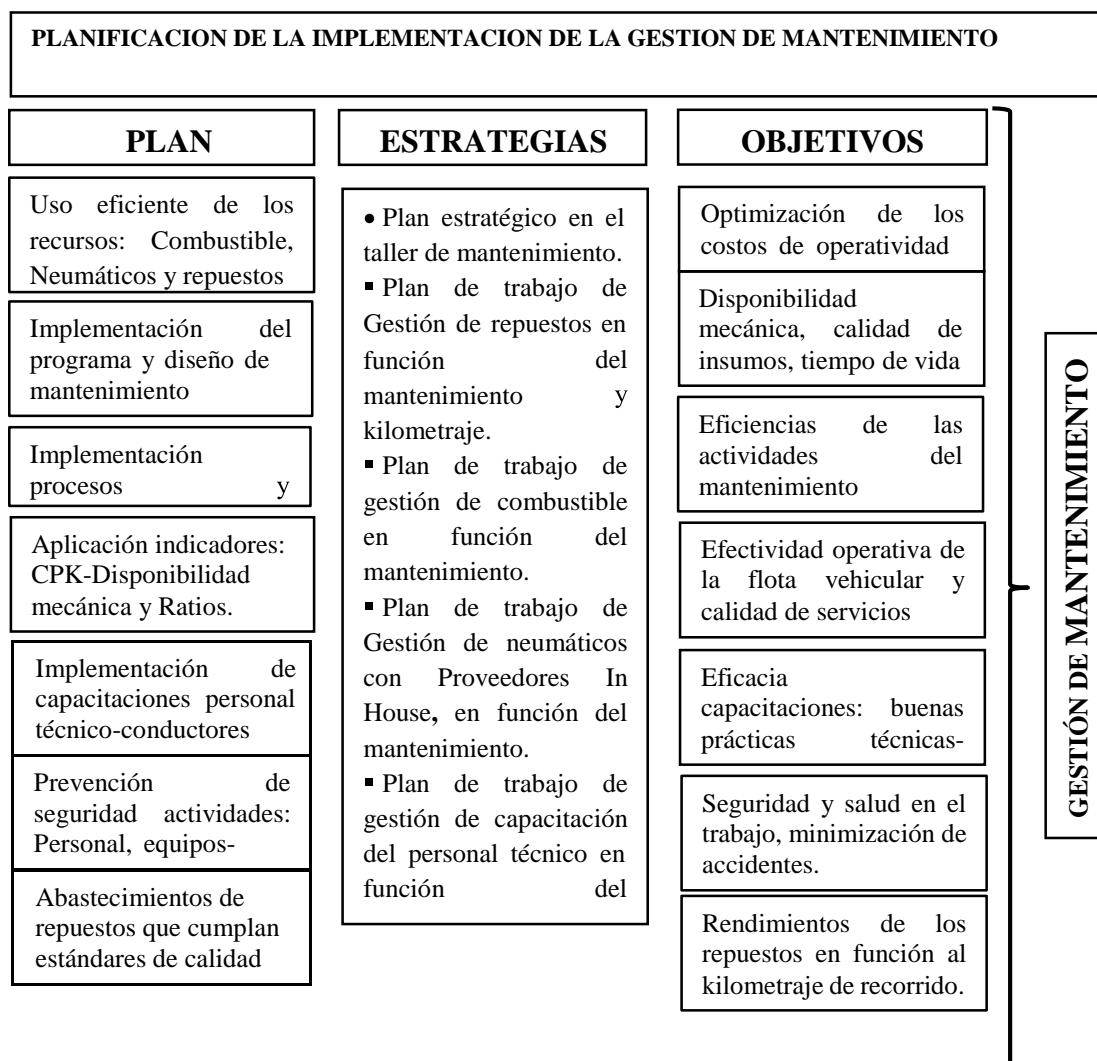 PLANIFICACION DE LA IMPLEMENTACION DE LA GESTION DE MANTENIMIENTO
PLAN
Uso eficiente de los
recursos: Combustible,
Neumáticos y repuestos
Implementación del
programa y diseño de
mantenimiento
Implementación
procesos y
Aplicación indicadores:
CPK-Disponibilidad
mecánica y Ratios.
Implementación de
capacitaciones personal
técnico-conductores
Prevención de
seguridad actividades:
Personal, equipos-
Abastecimientos de
repuestos que cumplan
estándares de calidad
ESTRATEGIAS
• Plan estratégico en el
taller de mantenimiento.
▪ Plan de trabajo de
Gestión de repuestos en
función del
mantenimiento y
kilometraje.
▪ Plan de trabajo de
gestión de combustible
en función del
mantenimiento.
▪ Plan de trabajo de
Gestión de neumáticos
con Proveedores In
House, en función del
mantenimiento.
▪ Plan de trabajo de
gestión de capacitación
del personal técnico en
función del
OBJETIVOS
Optimización de los
costos de operatividad
Disponibilidad
mecánica, calidad de
insumos, tiempo de vida
Eficiencias de las
actividades del
mantenimiento
Efectividad operativa de
la flota vehicular y
calidad de servicios
Eficacia
capacitaciones: buenas
prácticas técnicas-
Seguridad y salud en el
trabajo, minimización de
accidentes.
Rendimientos de los
repuestos en función al
kilometraje de recorrido.
GESTIÓN DE MANTENIMIENTO